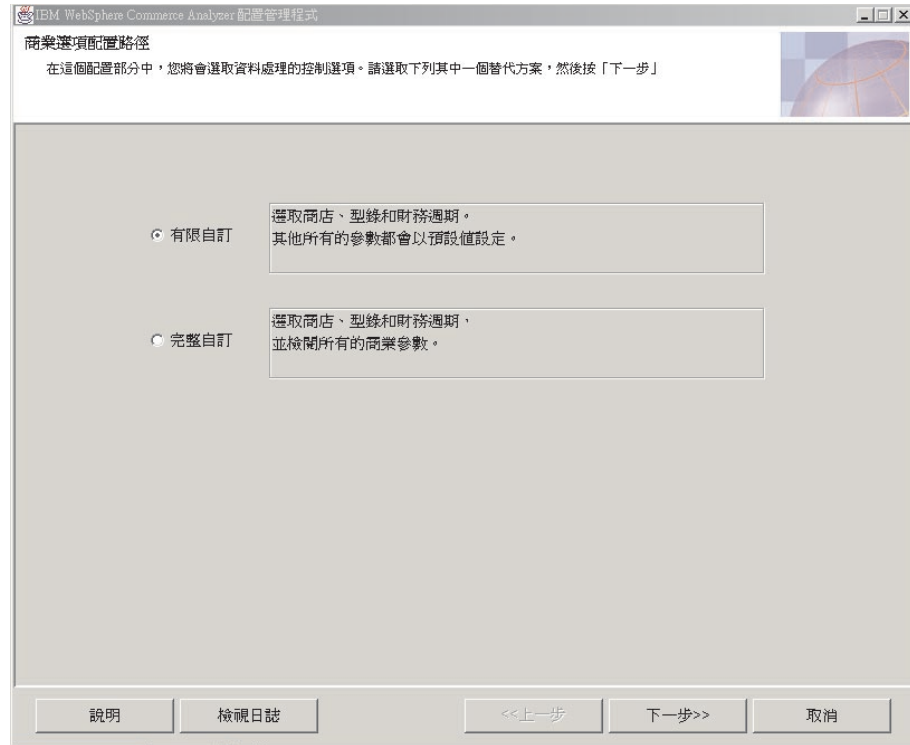 IBM WebSphere Commerce Analyzer 配置管理程式
商業選項配置路徑
在這個配置部分中，您將會選取資料處理的控制選項。請選取下列其中一個替代方案，然後按「下一步」
有限自訂
選取商店、型錄和財務週期。
其他所有的參數都會以預設值設定。
完整自訂
選取商店、型錄和財務週期，
並檢閱所有的商業參數。
說明
檢視日誌
<<上一步
下一步>>
取消